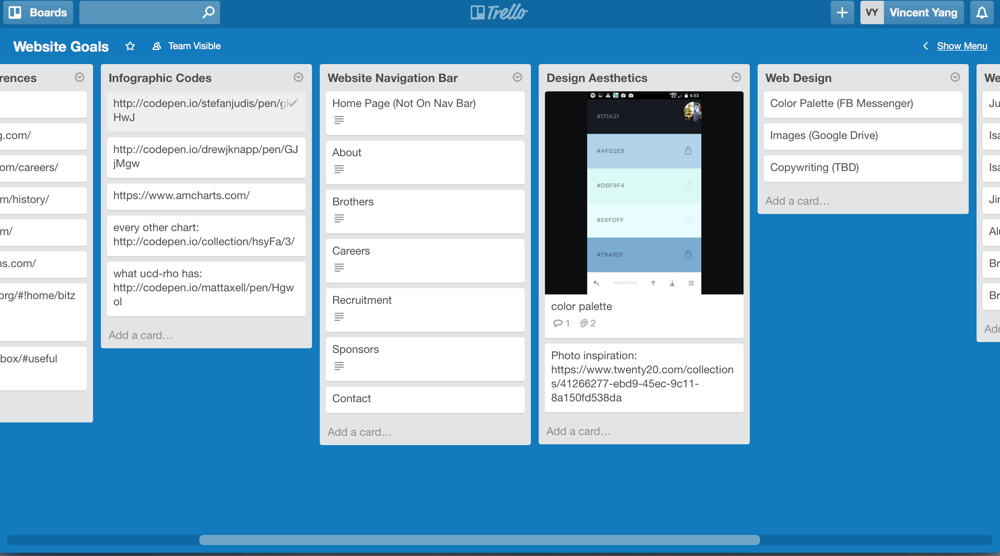 Boards
Trello
VY Vincent Yang
Website Goals
Team Visible
Show Menu
rences
g.com/
om/careers/
m/history/
m/
ns.com/
org/#!home/bitz
box/#useful
Infographic Codes
http://codepen.io/stefanjudis/pen/gk
HwJ
http://codepen.io/drewjknapp/pen/GJ
jMgw
https://www.amcharts.com/
every other chart:
http://codepen.io/collection/hsyFa/3/
what ucd-rho has:
http://codepen.io/mattaxell/pen/Hgw
ol
Add a card…
Website Navigation Bar
Home Page (Not On Nav Bar)
About
Brothers
Careers
Recruitment
Sponsors
Contact
Add a card…
Design Aesthetics
4G 6:53
#171A21
#AFD2E9
#DBF9F4
#E6FDFF
#79A9D1
GENERATE!
color palette
1 2
Photo inspiration:
https://www.twenty20.com/collection
s/41266277-ebd9-45ec-9c11-
8a150fd538da
Add a card…
Web Design
Color Palette (FB Messenger)
Images (Google Drive)
Copywriting (TBD)
Add a card…
We
Ju
Isa
Isa
Jir
Alu
Br
Br
Add